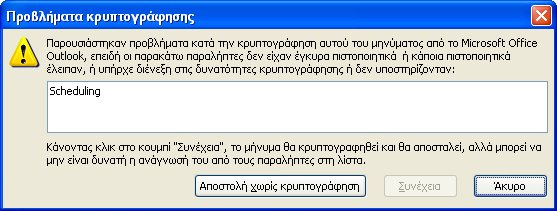 Προβλήματα κρυπτογράφησης
Παρουσιάστηκαν προβλήματα κατά την κρυπτογράφηση αυτού του μηνύματος από το Microsoft Office
Outlook, επειδή οι παρακάτω παραλήπτες δεν είχαν έγκυρα πιστοποιητικά ή κάποια πιστοποιητικά
έλειπαν, ή υπήρχε διένεξη στις δυνατότητες κρυπτογράφησης ή δεν υποστηρίζονταν:
Scheduling
Κάνοντας κλικ στο κουμπί "Συνέχεια", το μήνυμα θα κρυπτογραφηθεί και θα αποσταλεί, αλλά μπορεί να
μην είναι δυνατή η ανάγνωσή του από τους παραλήπτες στη λίστα.
Αποστολή χωρίς κρυπτογράφηση
Συνέχεια
Άκυρο